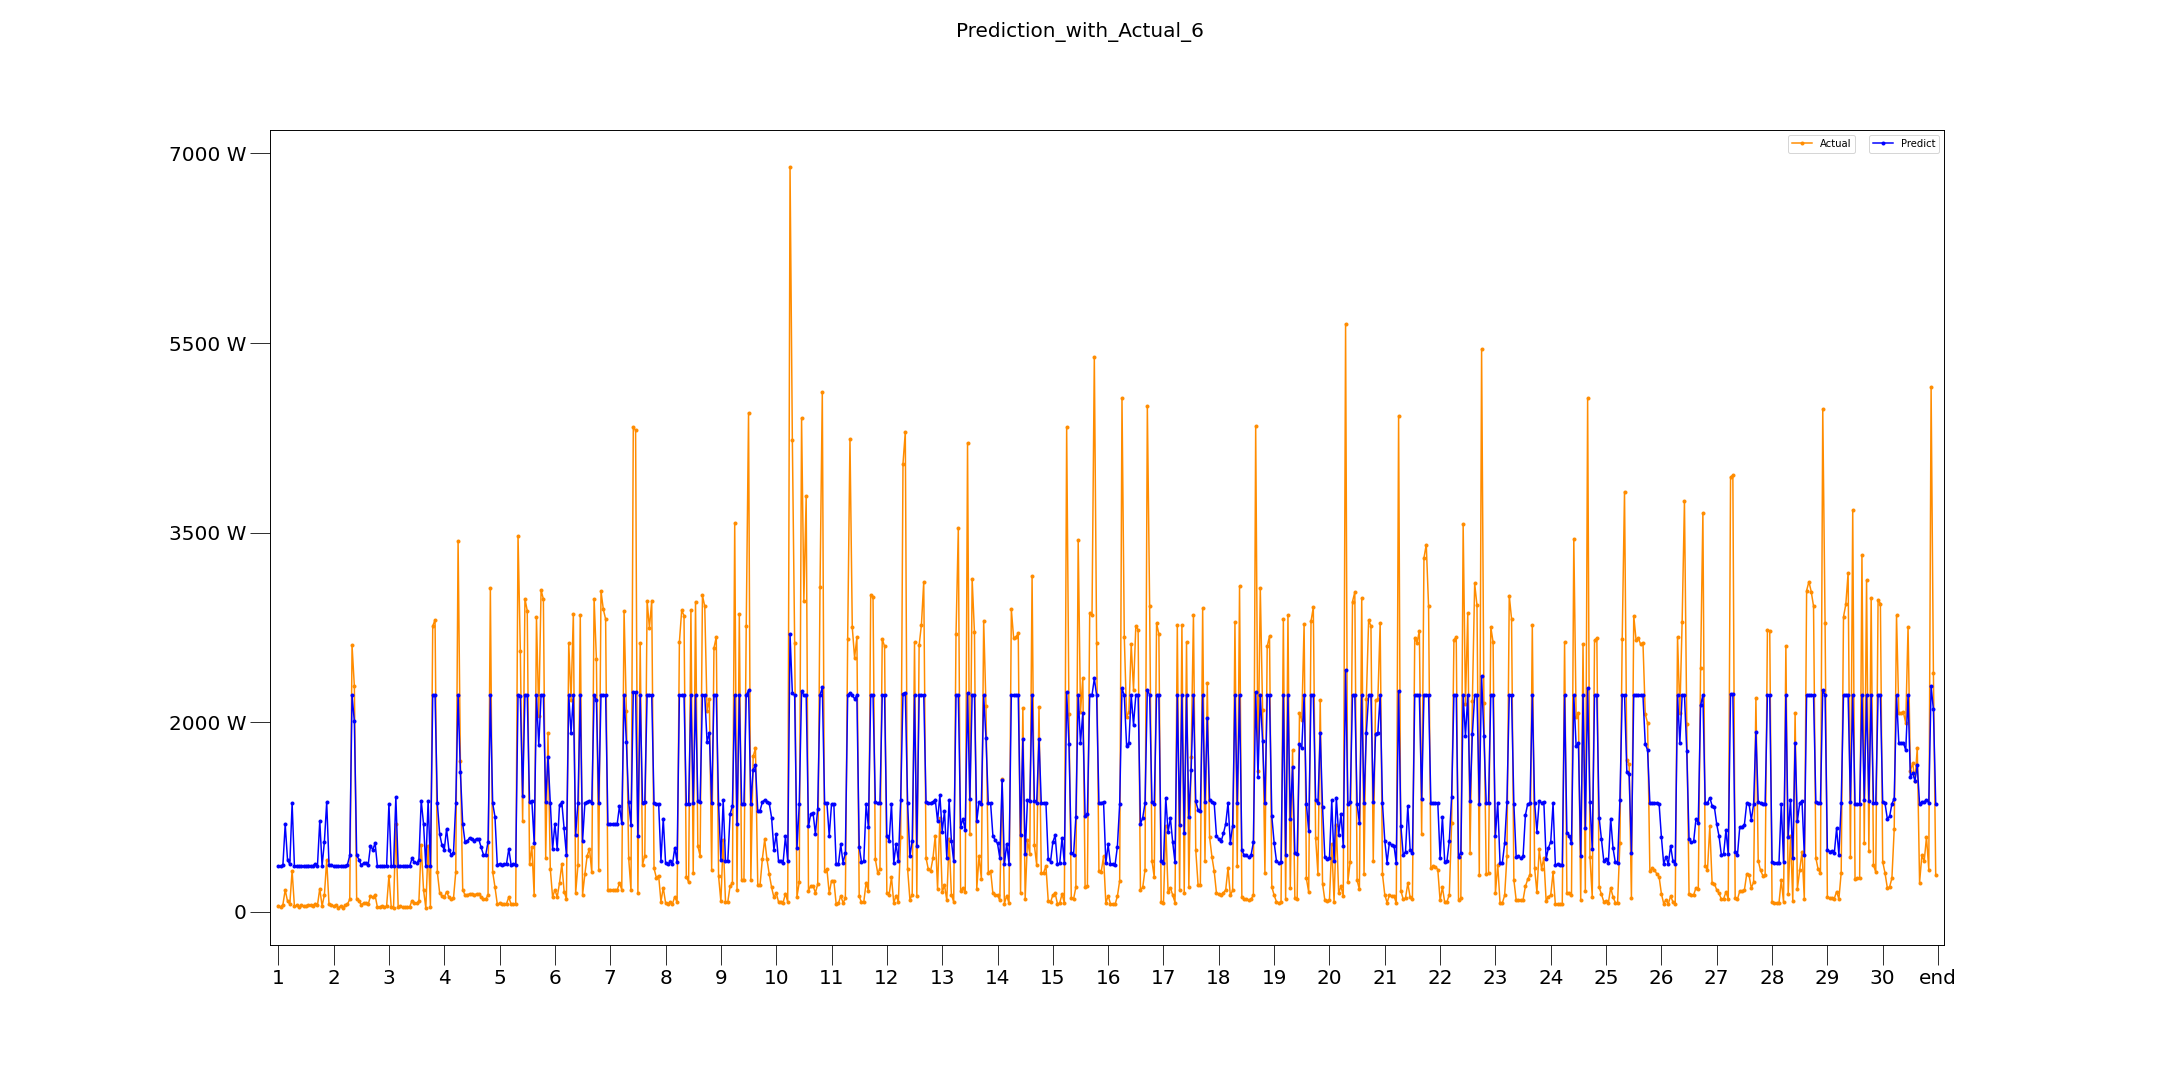 Prediction_with_Actual_6
Actual Predict
7000 W
5500 W
3500 W
2000 W
0
1 2 3 4 5 6 7 8 9 10 11 12 13 14 15 16 17 18 19 20 21 22 23 24 25 26 27 28 29 30 end